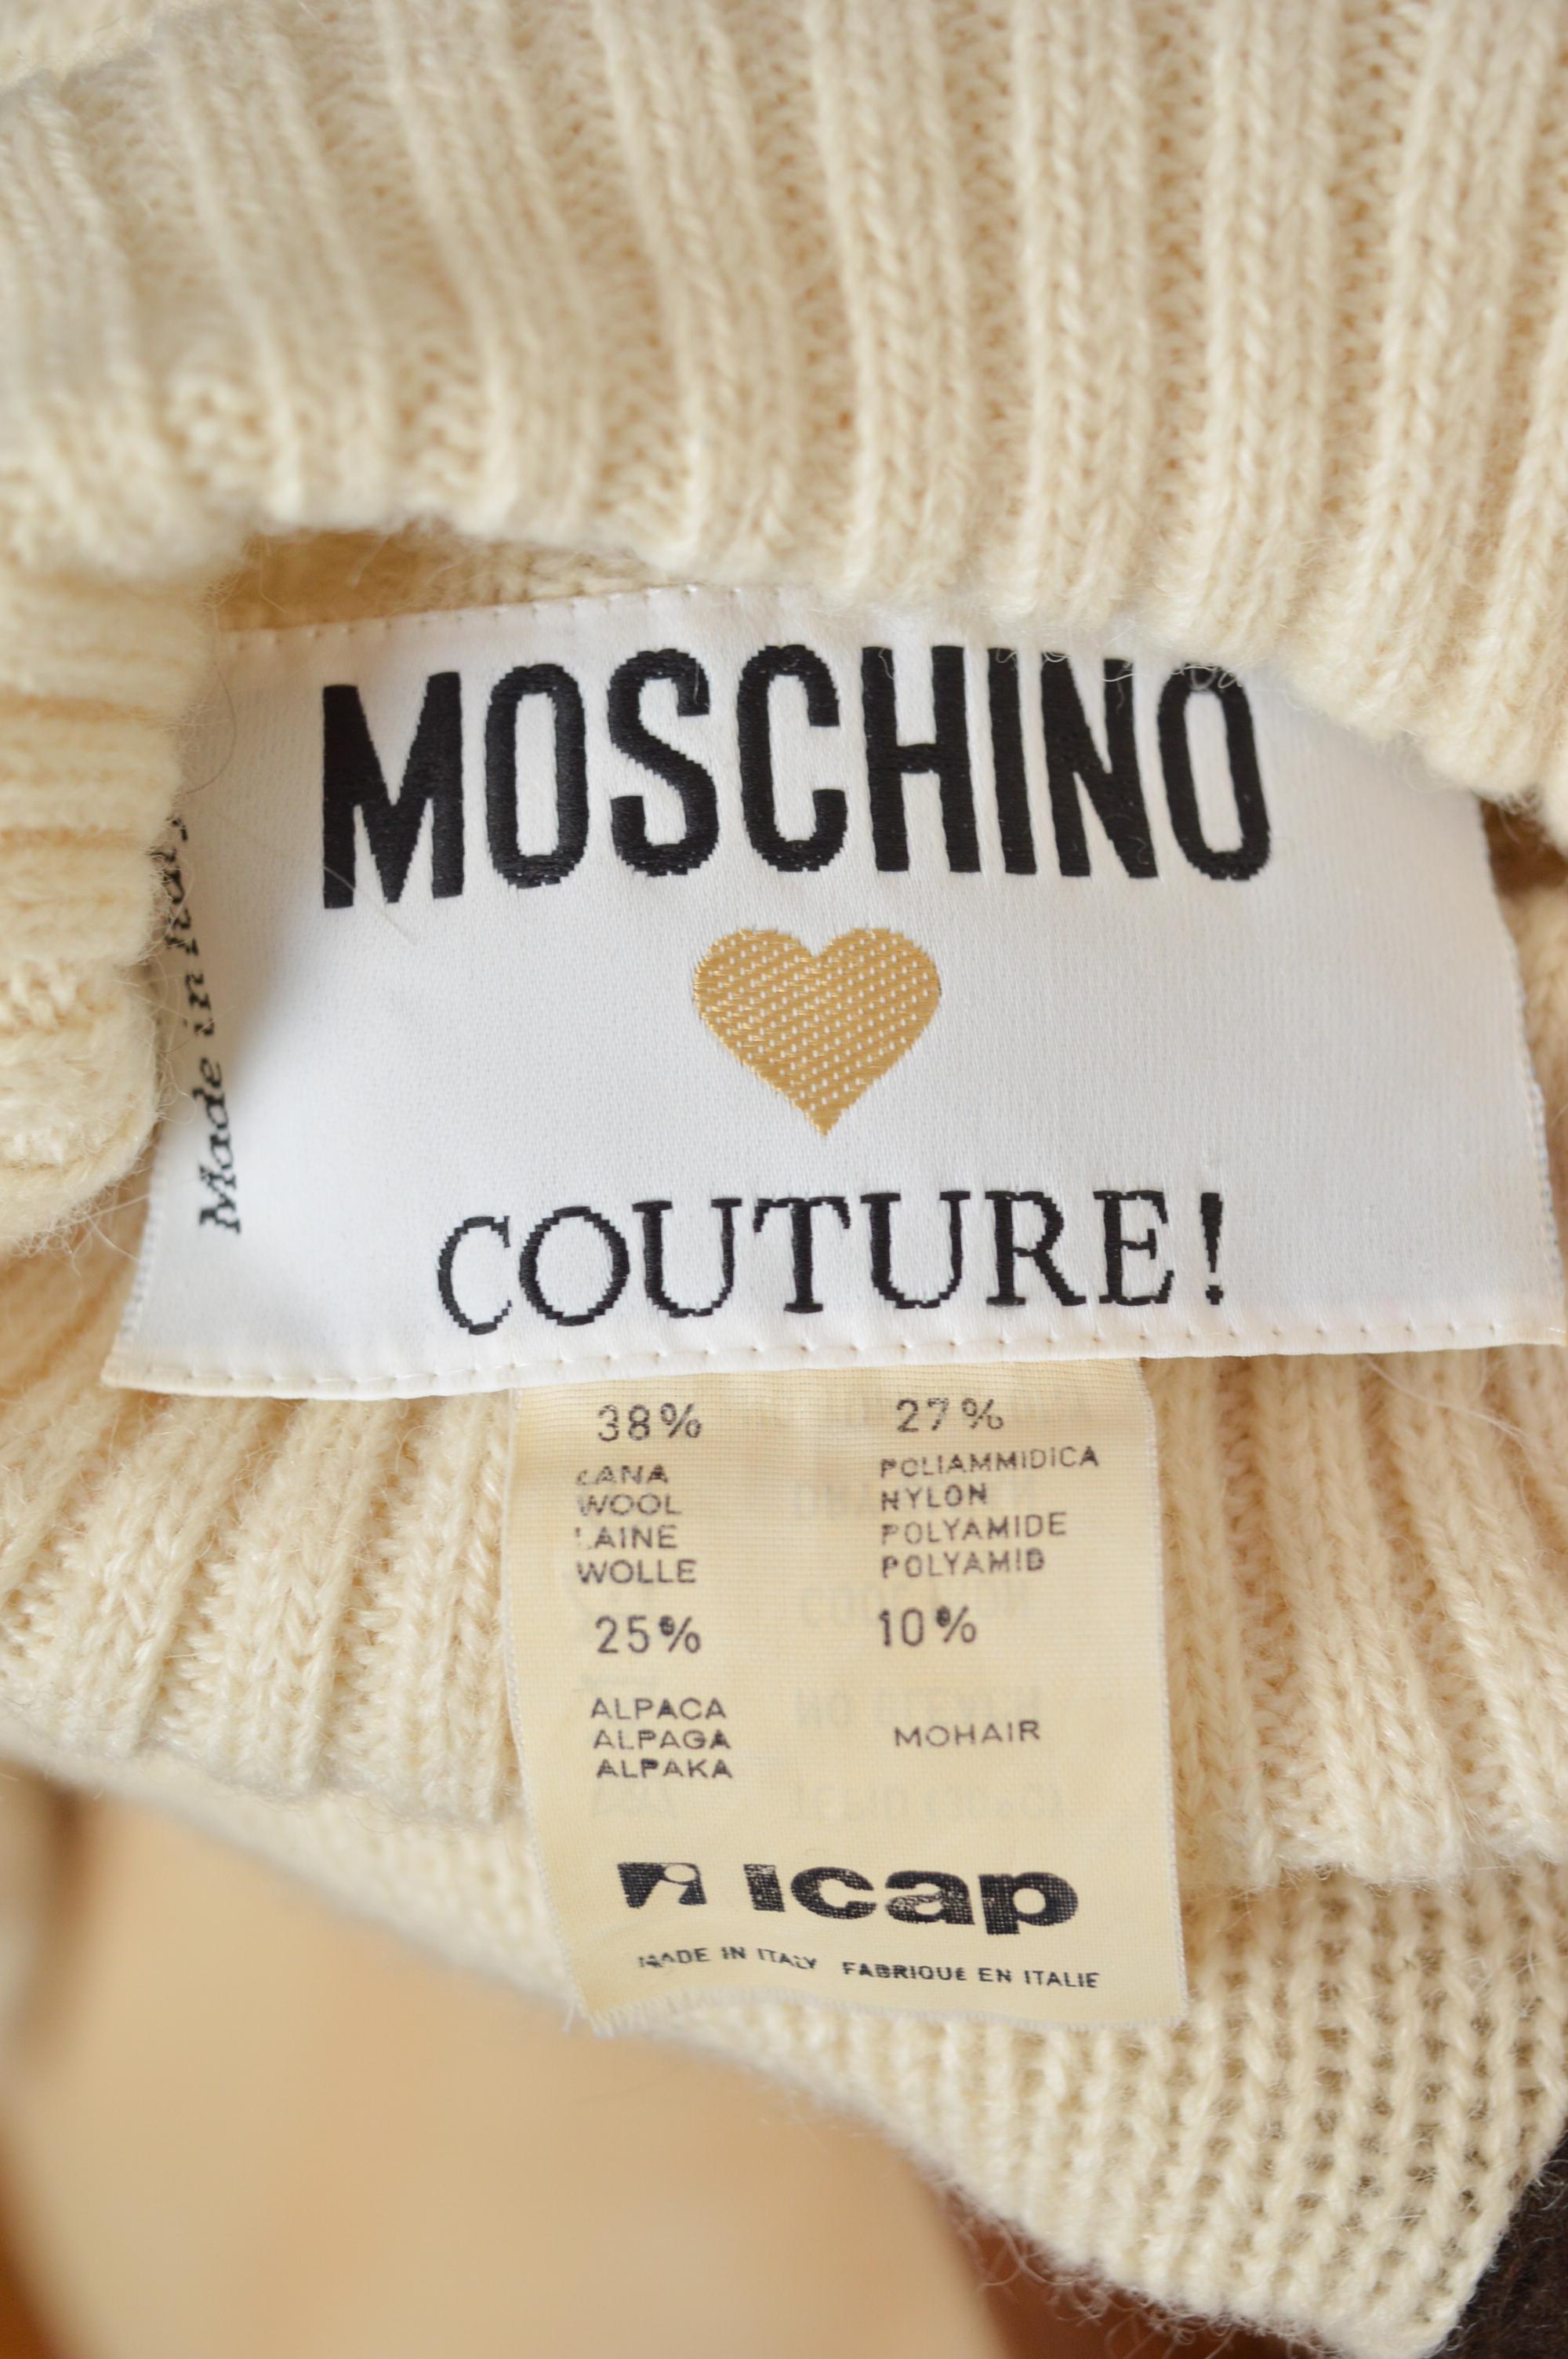 MOSCHINO
COUTURE!
Made in Italy
38%
LANA
WOOL
LAINE
WOLLE
25%
ALPACA
ALPAGA
ALPAKA
27%
POLIAMMIDICA
NYLON
POLYAMIDE
POLYAMID
10%
MOHAIR
icap
MADE IN ITALY FABRIQUE EN ITALIE